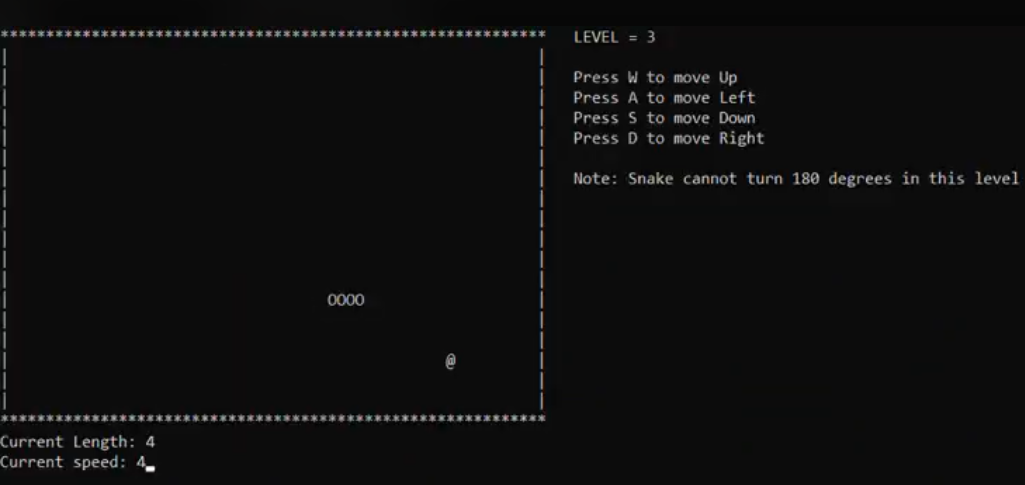 LEVEL = 3
Press W to move Up
Press A to move Left
Press S to move Down
Press D to move Right
Note: Snake cannot turn 180 degrees in this level
OOOO
@
Current Length: 4
Current speed: 4